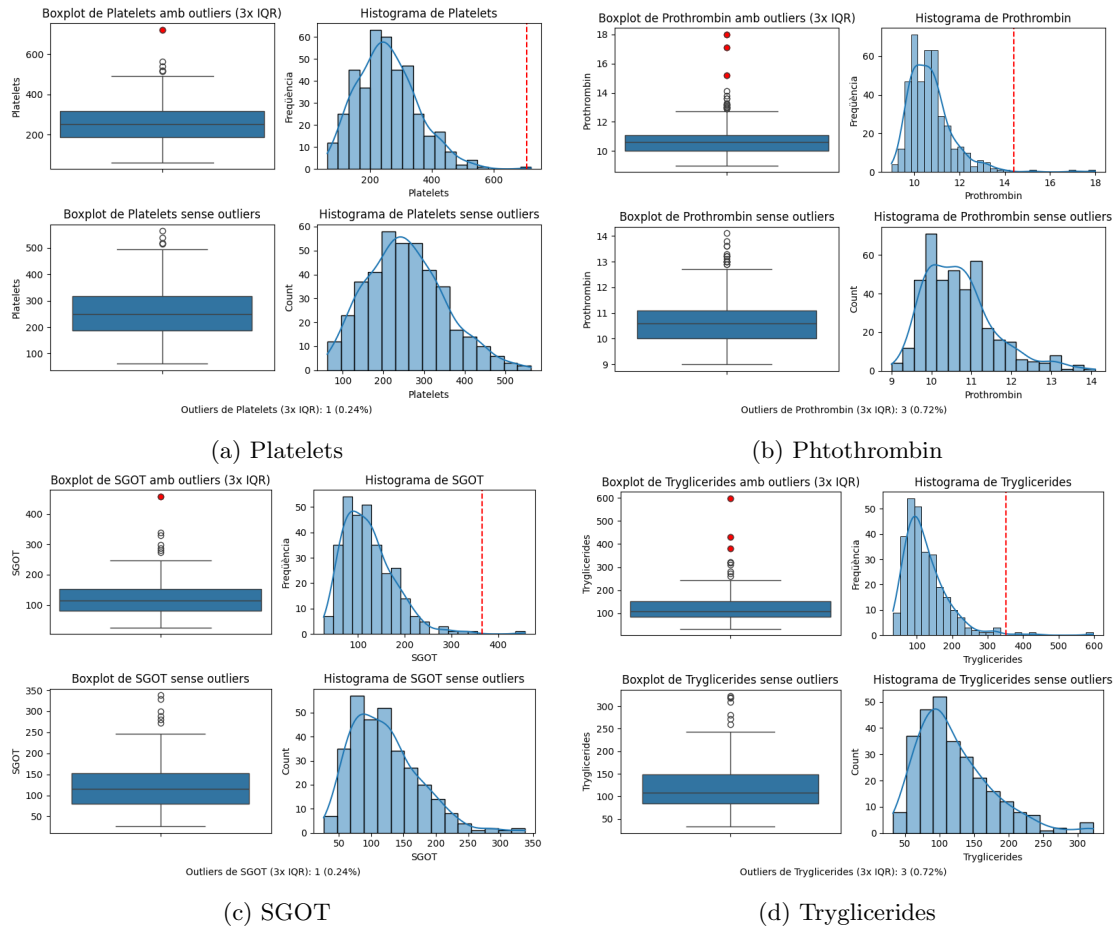 Boxplot de Platelets amb outliers (3x IQR)
Histograma de Platelets
Platelets
600
400
200
Freqüència
60
50
40
30
20
10
0
200 400 600
Platelets
Boxplot de Platelets sense outliers
Histograma de Platelets sense outliers
Platelets
500
400
300
200
100
Count
60
50
40
30
20
10
0
100 200 300 400 500
Platelets
Outliers de Platelets (3x IQR): 1 (0.24%)
(a) Platelets
Boxplot de Prothrombin amb outliers (3x IQR)
Histograma de Prothrombin
Prothrombin
18
17
16
15
14
13
12
11
10
9
Freqüència
60
40
20
0
10 12 14 16 18
Prothrombin
Boxplot de Prothrombin sense outliers
Histograma de Prothrombin sense outliers
Prothrombin
14
13
12
11
10
9
Count
80
60
40
20
0
9 10 11 12 13 14
Prothrombin
Outliers de Prothrombin (3x IQR): 3 (0.72%)
(b) Phtothrombin
Boxplot de SGOT amb outliers (3x IQR)
Histograma de SGOT
SGOT
400
300
200
100
Freqüència
50
40
30
20
10
0
100 200 300 400
SGOT
Boxplot de SGOT sense outliers
Histograma de SGOT sense outliers
SGOT
350
300
250
200
150
100
50
Count
60
50
40
30
20
10
0
50 100 150 200 250 300 350
SGOT
Outliers de SGOT (3x IQR): 1 (0.24%)
(c) SGOT
Boxplot de Tryglicerides amb outliers (3x IQR)
Histograma de Tryglicerides
Tryglicerides
600
500
400
300
200
100
Freqüència
50
40
30
20
10
0
100 200 300 400 500 600
Tryglicerides
Boxplot de Tryglicerides sense outliers
Histograma de Tryglicerides sense outliers
Tryglicerides
300
250
200
150
100
50
Count
50
40
30
20
10
0
50 100 150 200 250 300
Tryglicerides
Outliers de Tryglicerides (3x IQR): 3 (0.72%)
(d) Tryglicerides